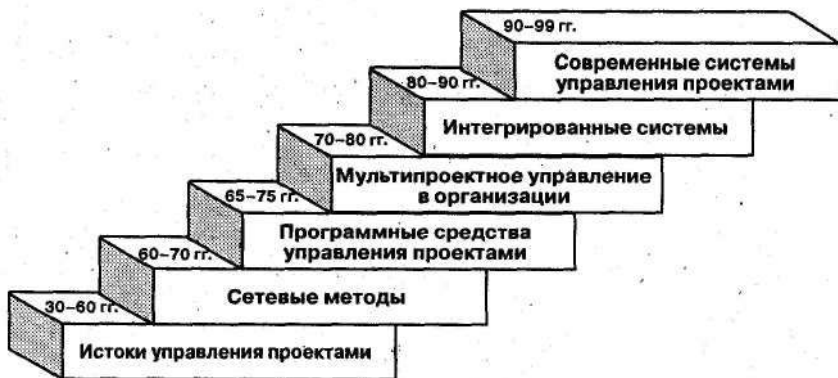 90–99 гг.
Современные системы
управления проектами
80–90 гг.
Интегрированные системы
70–80 гг.
Мультипроектное управление
в организации
65–75 гг.
Программные средства
управления проектами
60–70 гг.
Сетевые методы
30–60 гг.
Истоки управления проектами